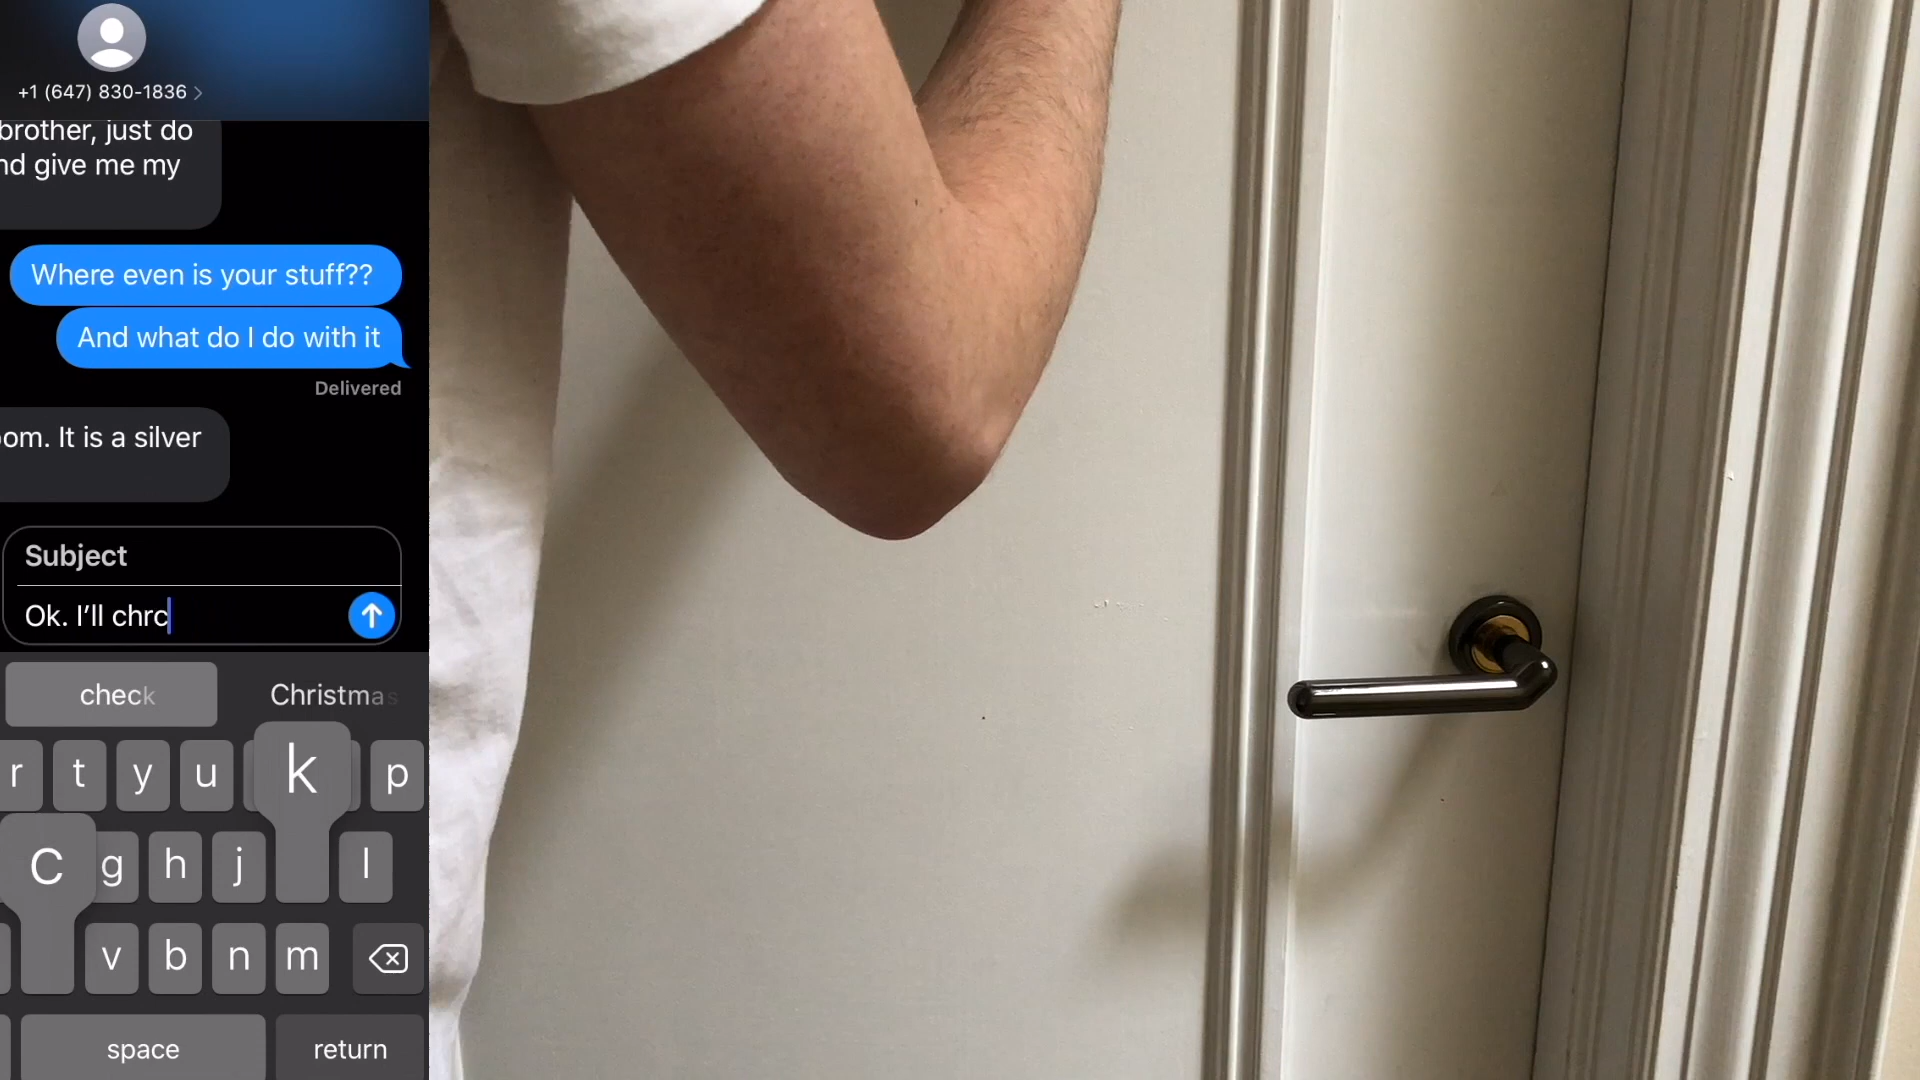 +1 (647) 830-1836
brother, just do
nd give me my
Where even is your stuff??
And what do I do with it
Delivered
om. It is a silver
Subject
Ok. I’ll chrc
check
Christmas
r t y u k p
C g h j l
v b n m
space return